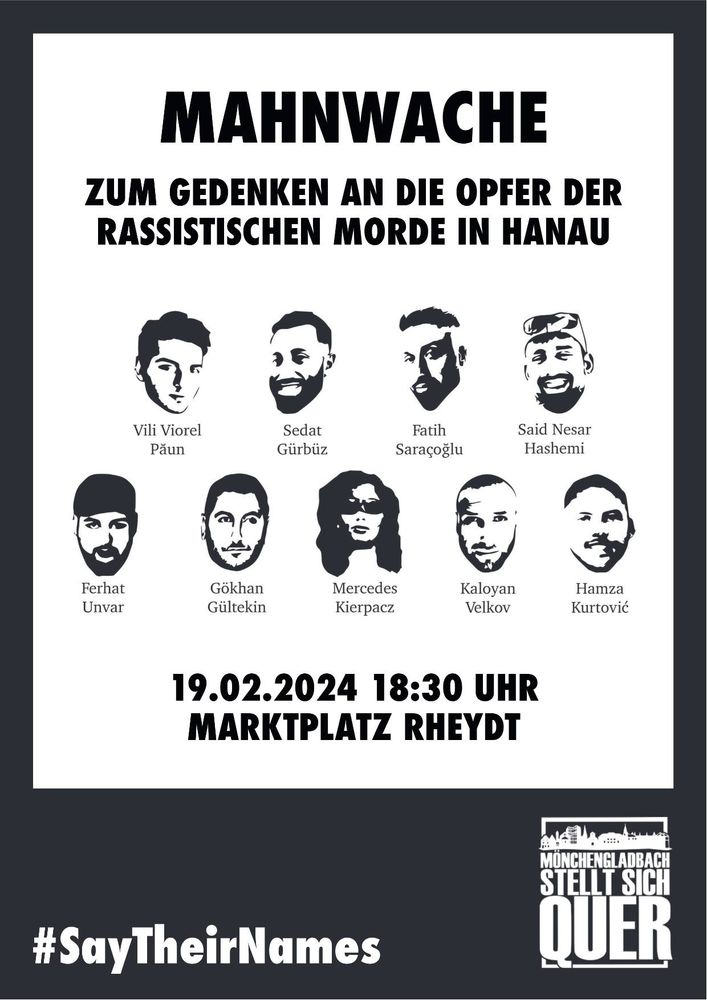 MAHNWACHE
ZUM GEDENKEN AN DIE OPFER DER
RASSISTISCHEN MORDE IN HANAU
Vili Viorel
Păun
Sedat
Gürbüz
Fatih
Saraçoğlu
Said Nesar
Hashemi
Ferhat
Unvar
Gökhan
Gültekin
Mercedes
Kierpacz
Kaloyan
Velkov
Hamza
Kurtović
19.02.2024 18:30 UHR
MARKTPLATZ RHEYDT
#SayTheirNames
MÖNCHENGLADBACH
STELLT SICH
QUER